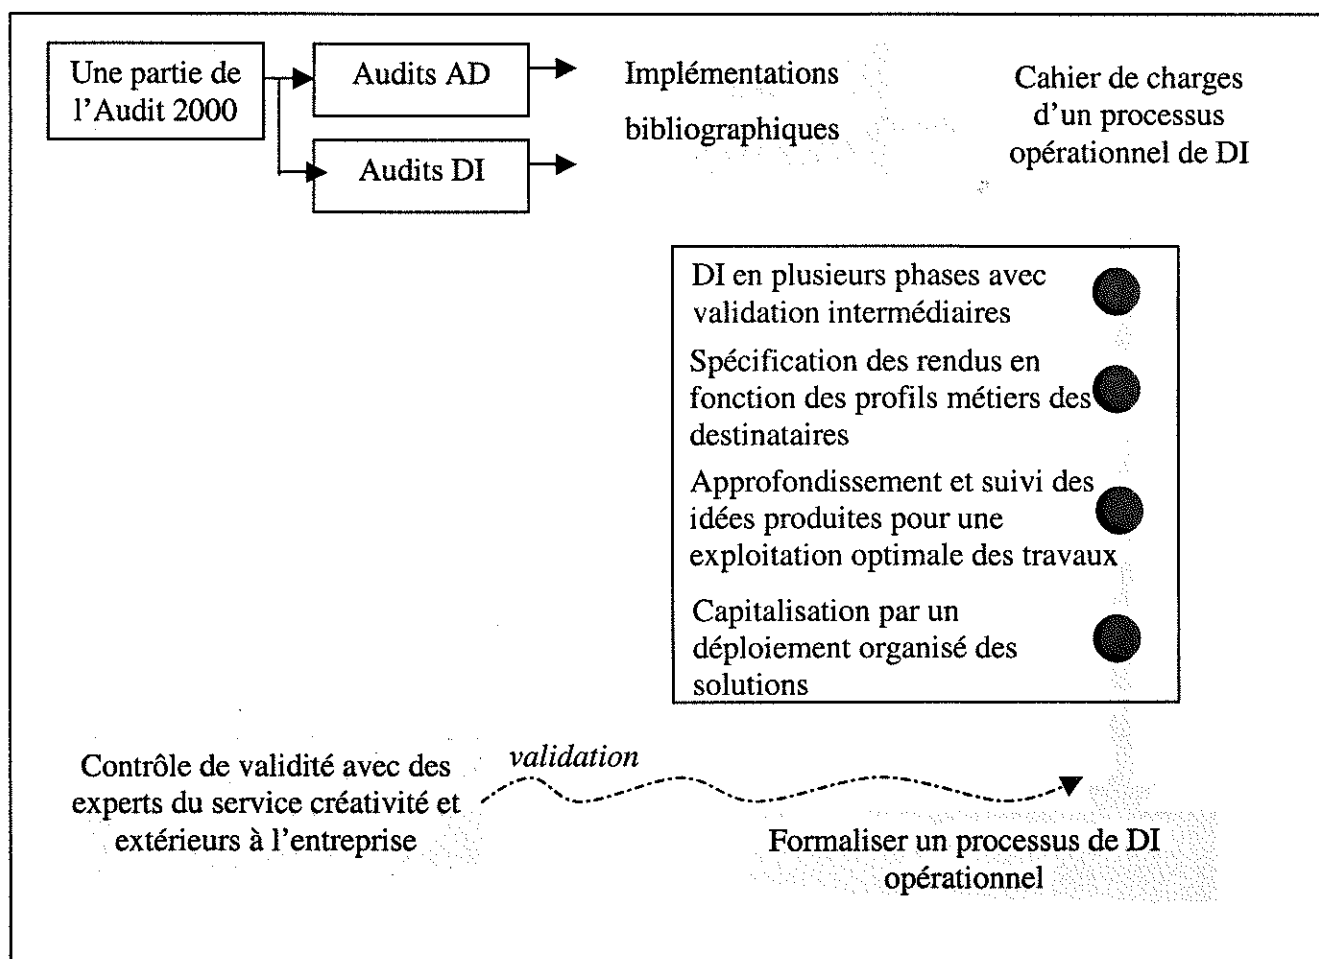 Une partie de
l'Audit 2000
Audits AD
Audits DI
Implémentations
bibliographiques
Cahier de charges
d'un processus
opérationnel de DI
DI en plusieurs phases avec
validation intermédiaires
Spécification des rendus en
fonction des profils métiers des
destinataires
Approfondissement et suivi des
idées produites pour une
exploitation optimale des travaux
Capitalisation par un
déploiement organisé des
solutions
Contrôle de validité avec des
experts du service créativité et
extérieurs à l'entreprise
validation
Formaliser un processus de DI
opérationnel